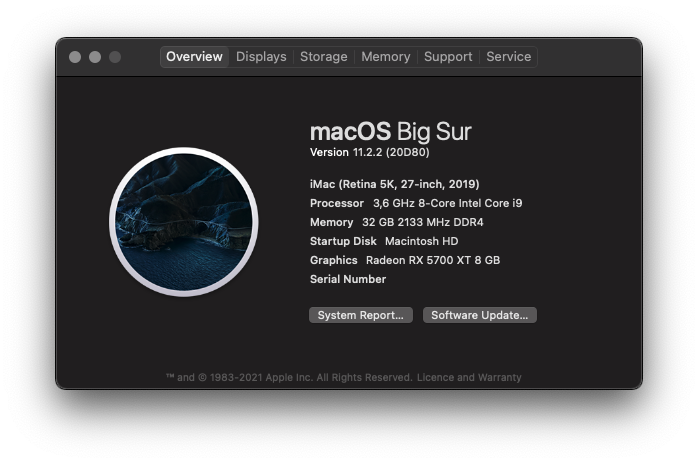 Overview Displays Storage Memory Support Service
macOS Big Sur
Version 11.2.2 (20D80)
iMac (Retina 5K, 27-inch, 2019)
Processor 3,6 GHz 8-Core Intel Core i9
Memory 32 GB 2133 MHz DDR4
Startup Disk Macintosh HD
Graphics Radeon RX 5700 XT 8 GB
Serial Number
System Report... Software Update...
™ and © 1983-2021 Apple Inc. All Rights Reserved. Licence and Warranty